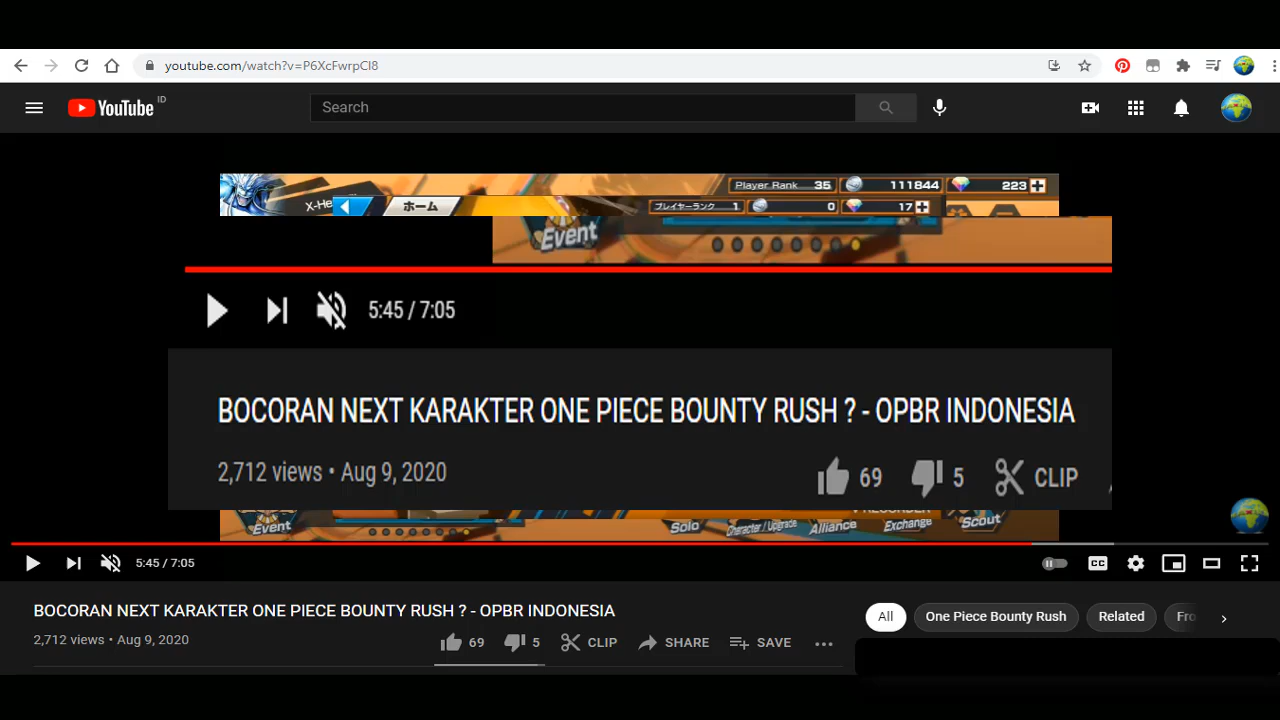 youtube.com/watch?v=P6XcFwrpCl8
YouTube ID
Search
Player Rank 35 111844 223
X-He
ホーム
プレイヤーランク 1 0 17
Event
5:45 / 7:05
BOCORAN NEXT KARAKTER ONE PIECE BOUNTY RUSH ? - OPBR INDONESIA
2,712 views • Aug 9, 2020
69 5 CLIP
Event Solo Character / Upgrade Alliance Exchange Scout
5:45 / 7:05
CC
BOCORAN NEXT KARAKTER ONE PIECE BOUNTY RUSH ? - OPBR INDONESIA
2,712 views • Aug 9, 2020
69 5 CLIP SHARE SAVE
All One Piece Bounty Rush Related Fro